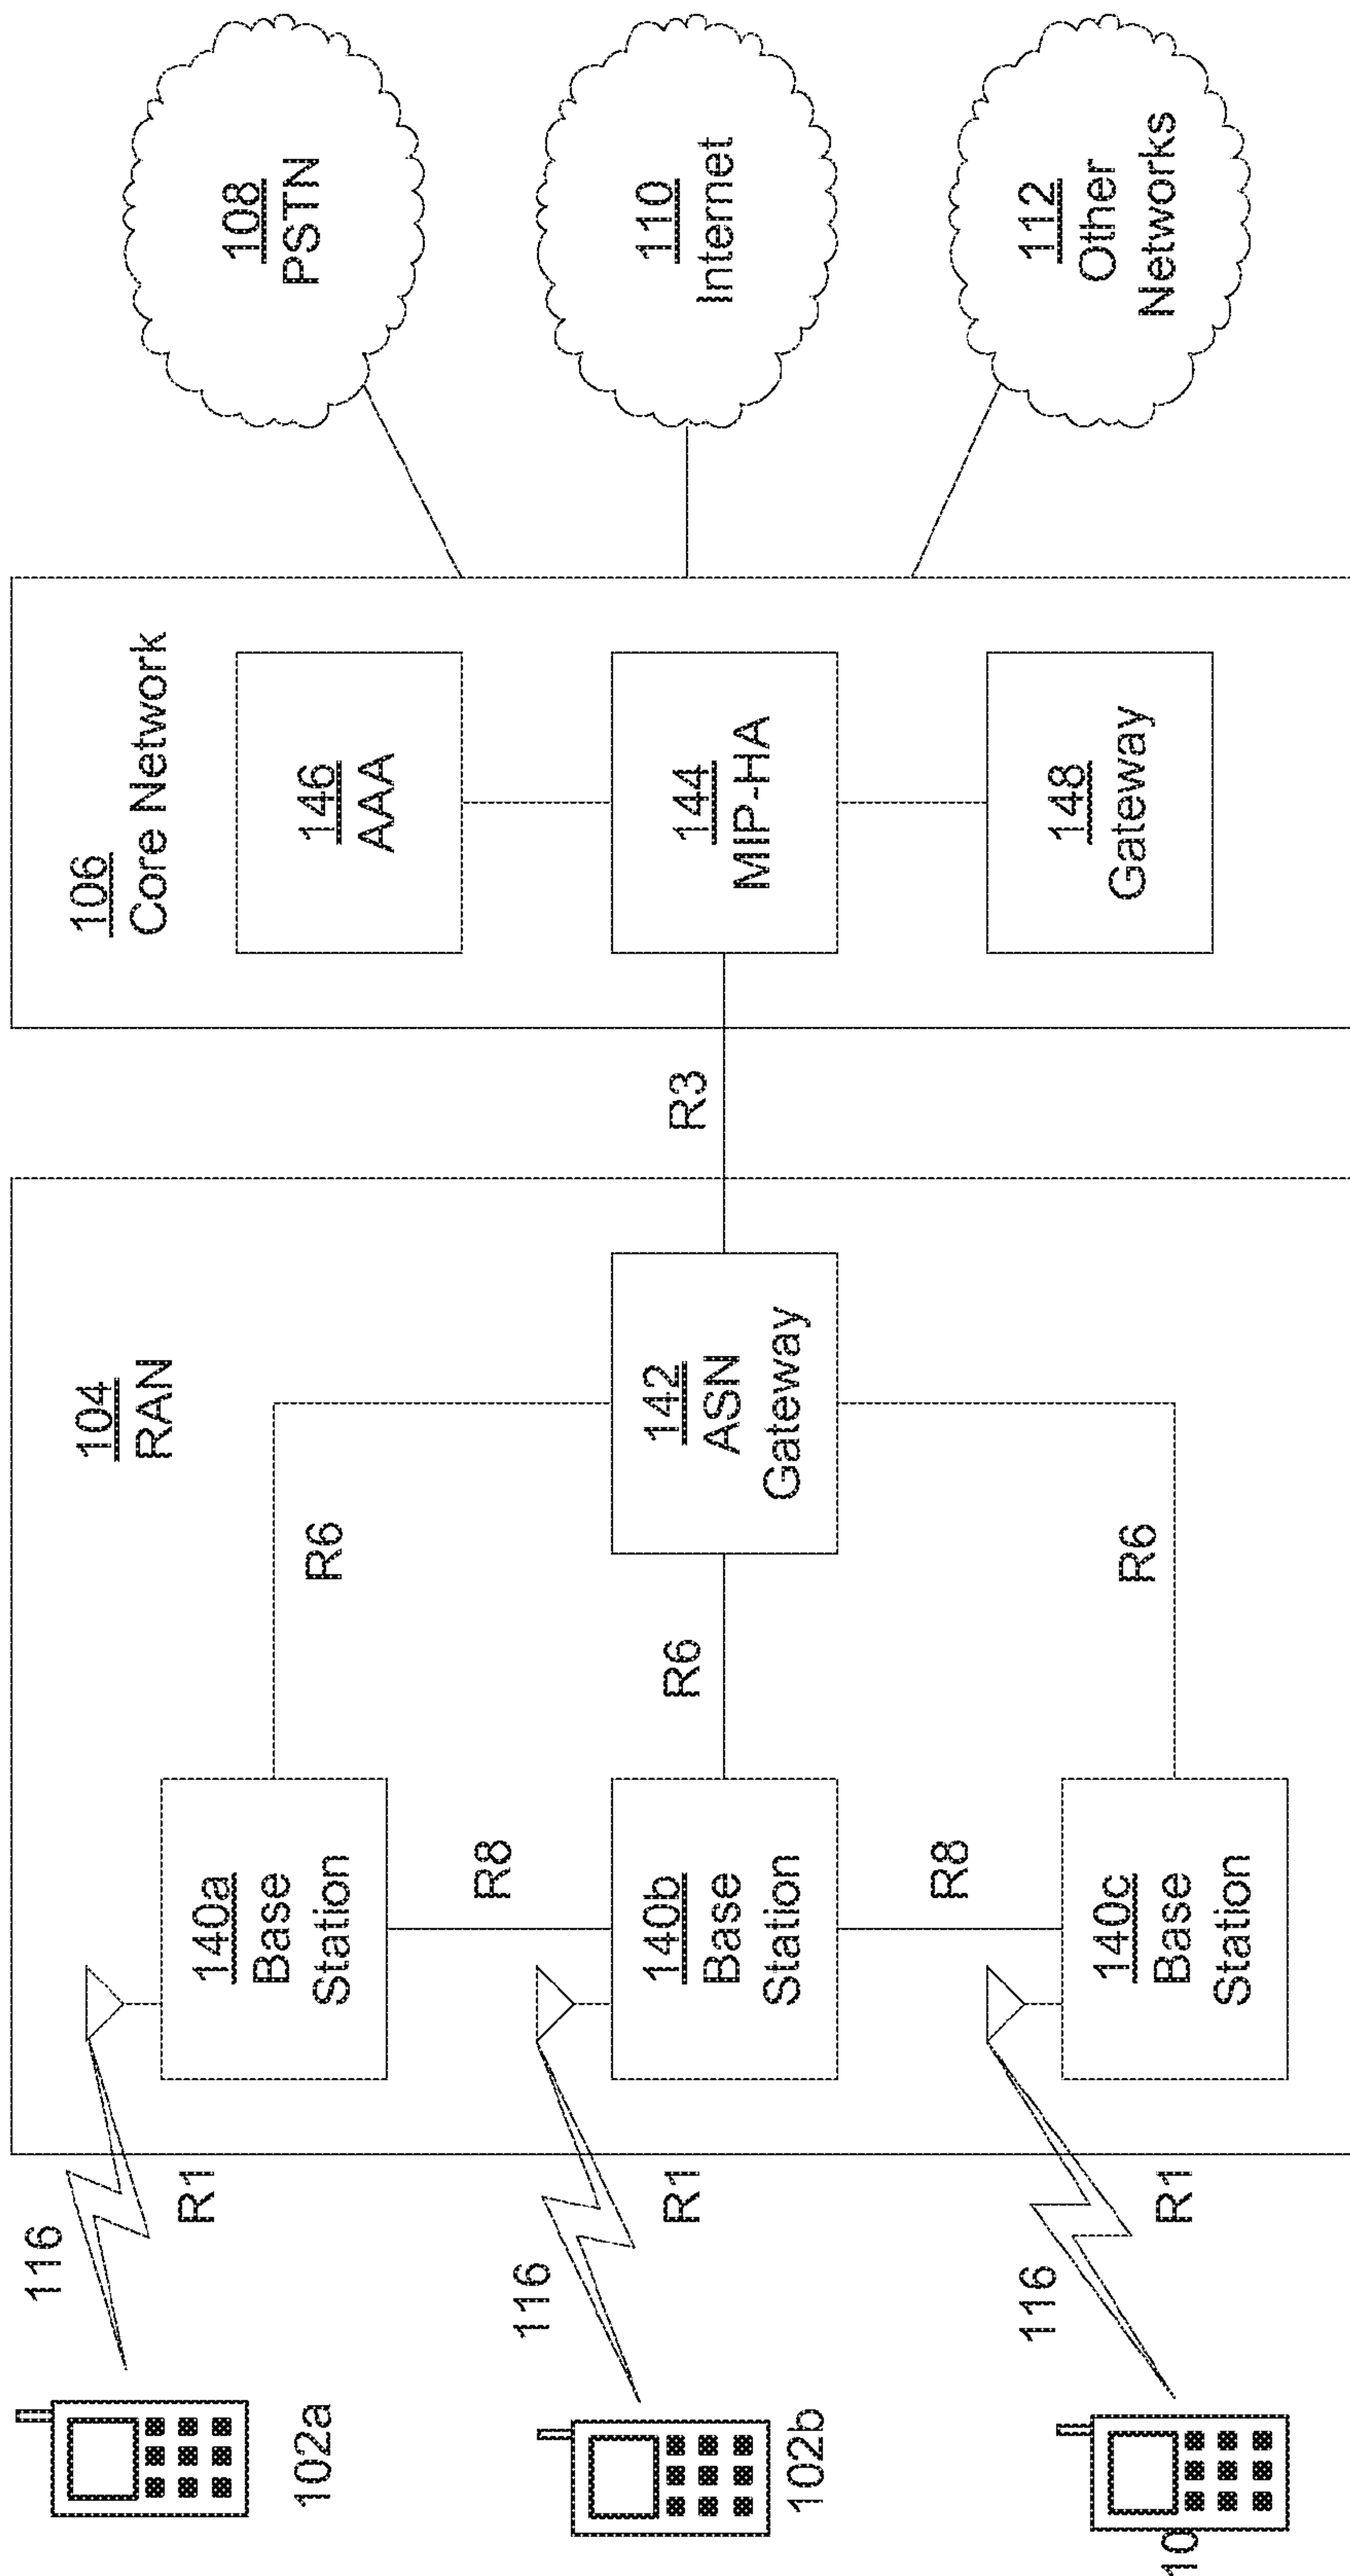 102a
116
R1
102b
116
R1
10
116
R1
104
RAN
140a
Base
Station
R8
140b
Base
Station
R8
140c
Base
Station
R6
R6
R6
142
ASN
Gateway
R3
106
Core Network
146
AAA
144
MIP-HA
148
Gateway
108
PSTN
110
Internet
112
Other
Networks